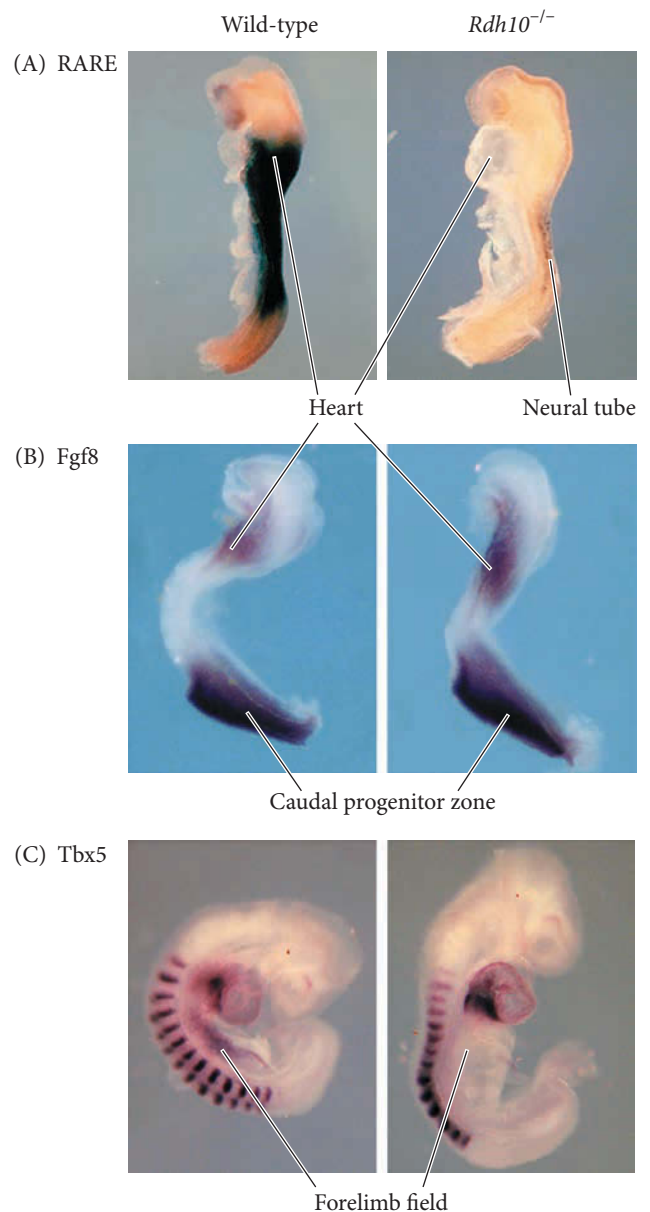 Wild-type Rdh10−/−
(A) RARE
Heart Neural tube
(B) Fgf8
Caudal progenitor zone
(C) Tbx5
Forelimb field